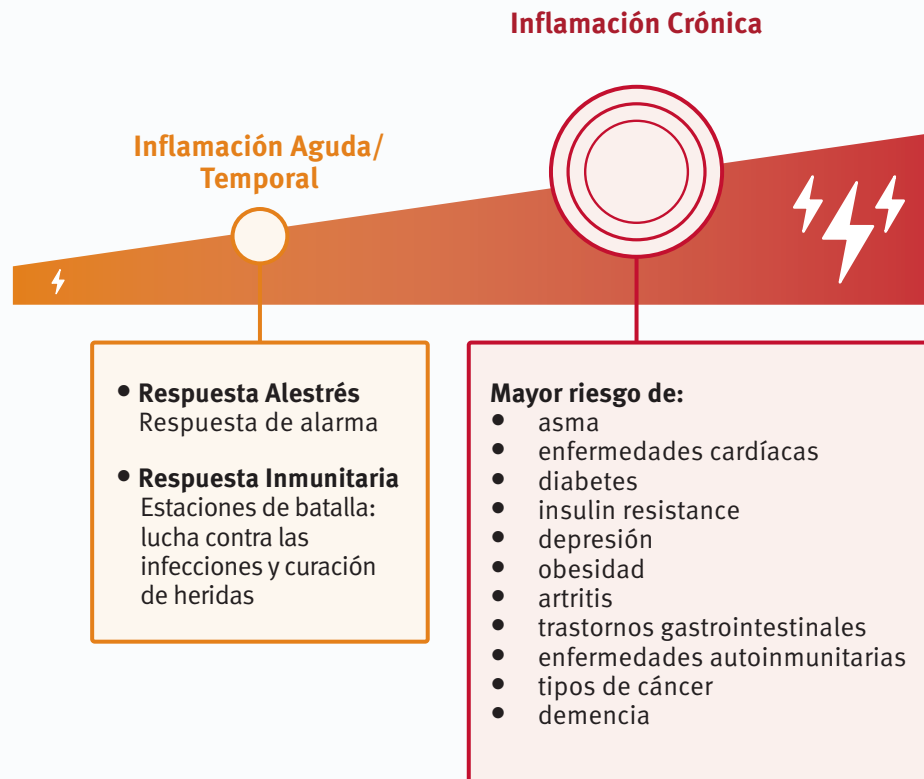 Inflamación Crónica
Inflamación Aguda/
Temporal
• Respuesta Alestrés
Respuesta de alarma
• Respuesta Inmunitaria
Estaciones de batalla:
lucha contra las
infecciones y curación
de heridas
Mayor riesgo de:
• asma
• enfermedades cardíacas
• diabetes
• insulin resistance
• depresión
• obesidad
• artritis
• trastornos gastrointestinales
• enfermedades autoinmunitarias
• tipos de cáncer
• demencia